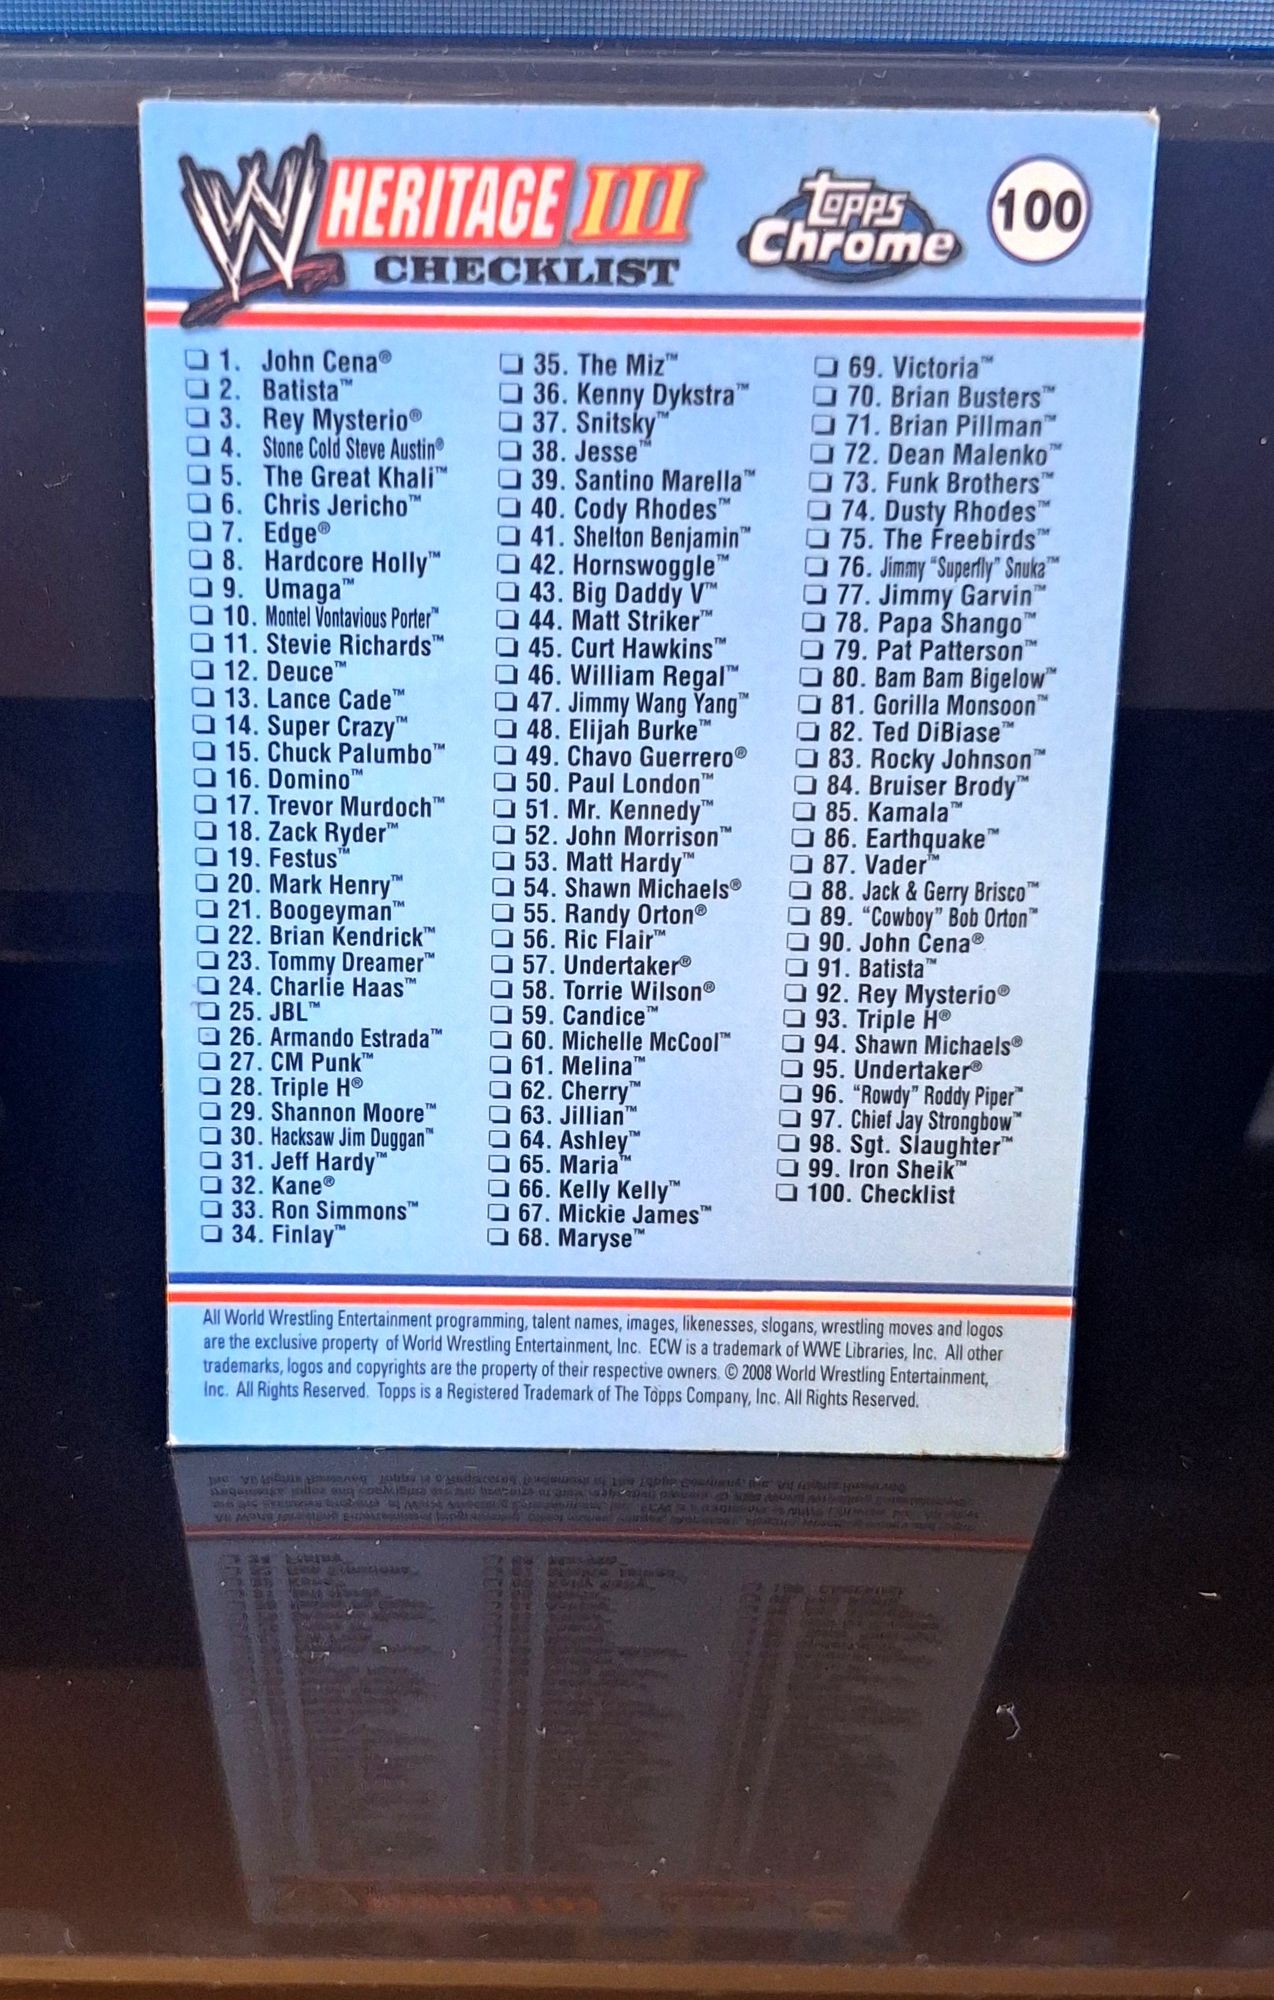 W HERITAGE III
CHECKLIST
topps
Chrome
100
1. John Cena®
2. Batista™
3. Rey Mysterio®
4. Stone Cold Steve Austin®
5. The Great Khali™
6. Chris Jericho™
7. Edge®
8. Hardcore Holly™
9. Umaga™
10. Montel Vontavious Porter™
11. Stevie Richards™
12. Deuce™
13. Lance Cade™
14. Super Crazy™
15. Chuck Palumbo™
16. Domino™
17. Trevor Murdoch™
18. Zack Ryder™
19. Festus™
20. Mark Henry™
21. Boogeyman™
22. Brian Kendrick™
23. Tommy Dreamer™
24. Charlie Haas™
25. JBL™
26. Armando Estrada™
27. CM Punk™
28. Triple H®
29. Shannon Moore™
30. Hacksaw Jim Duggan™
31. Jeff Hardy™
32. Kane®
33. Ron Simmons™
34. Finlay™
35. The Miz™
36. Kenny Dykstra™
37. Snitsky™
38. Jesse™
39. Santino Marella™
40. Cody Rhodes™
41. Shelton Benjamin™
42. Hornswoggle™
43. Big Daddy V™
44. Matt Striker™
45. Curt Hawkins™
46. William Regal™
47. Jimmy Wang Yang™
48. Elijah Burke™
49. Chavo Guerrero®
50. Paul London™
51. Mr. Kennedy™
52. John Morrison™
53. Matt Hardy™
54. Shawn Michaels®
55. Randy Orton®
56. Ric Flair™
57. Undertaker®
58. Torrie Wilson®
59. Candice™
60. Michelle McCool™
61. Melina™
62. Cherry™
63. Jillian™
64. Ashley™
65. Maria™
66. Kelly Kelly™
67. Mickie James™
68. Maryse™
69. Victoria™
70. Brian Busters™
71. Brian Pillman™
72. Dean Malenko™
73. Funk Brothers™
74. Dusty Rhodes™
75. The Freebirds™
76. Jimmy "Superfly" Snuka™
77. Jimmy Garvin™
78. Papa Shango™
79. Pat Patterson™
80. Bam Bam Bigelow™
81. Gorilla Monsoon™
82. Ted DiBiase™
83. Rocky Johnson™
84. Bruiser Brody™
85. Kamala™
86. Earthquake™
87. Vader™
88. Jack & Gerry Brisco™
89. "Cowboy" Bob Orton™
90. John Cena®
91. Batista™
92. Rey Mysterio®
93. Triple H®
94. Shawn Michaels®
95. Undertaker®
96. "Rowdy" Roddy Piper™
97. Chief Jay Strongbow™
98. Sgt. Slaughter™
99. Iron Sheik™
100. Checklist
All World Wrestling Entertainment programming, talent names, images, likenesses, slogans, wrestling moves and logos
are the exclusive property of World Wrestling Entertainment, Inc. ECW is a trademark of WWE Libraries, Inc. All other
trademarks, logos and copyrights are the property of their respective owners. © 2008 World Wrestling Entertainment,
Inc. All Rights Reserved. Topps is a Registered Trademark of The Topps Company, Inc. All Rights Reserved.